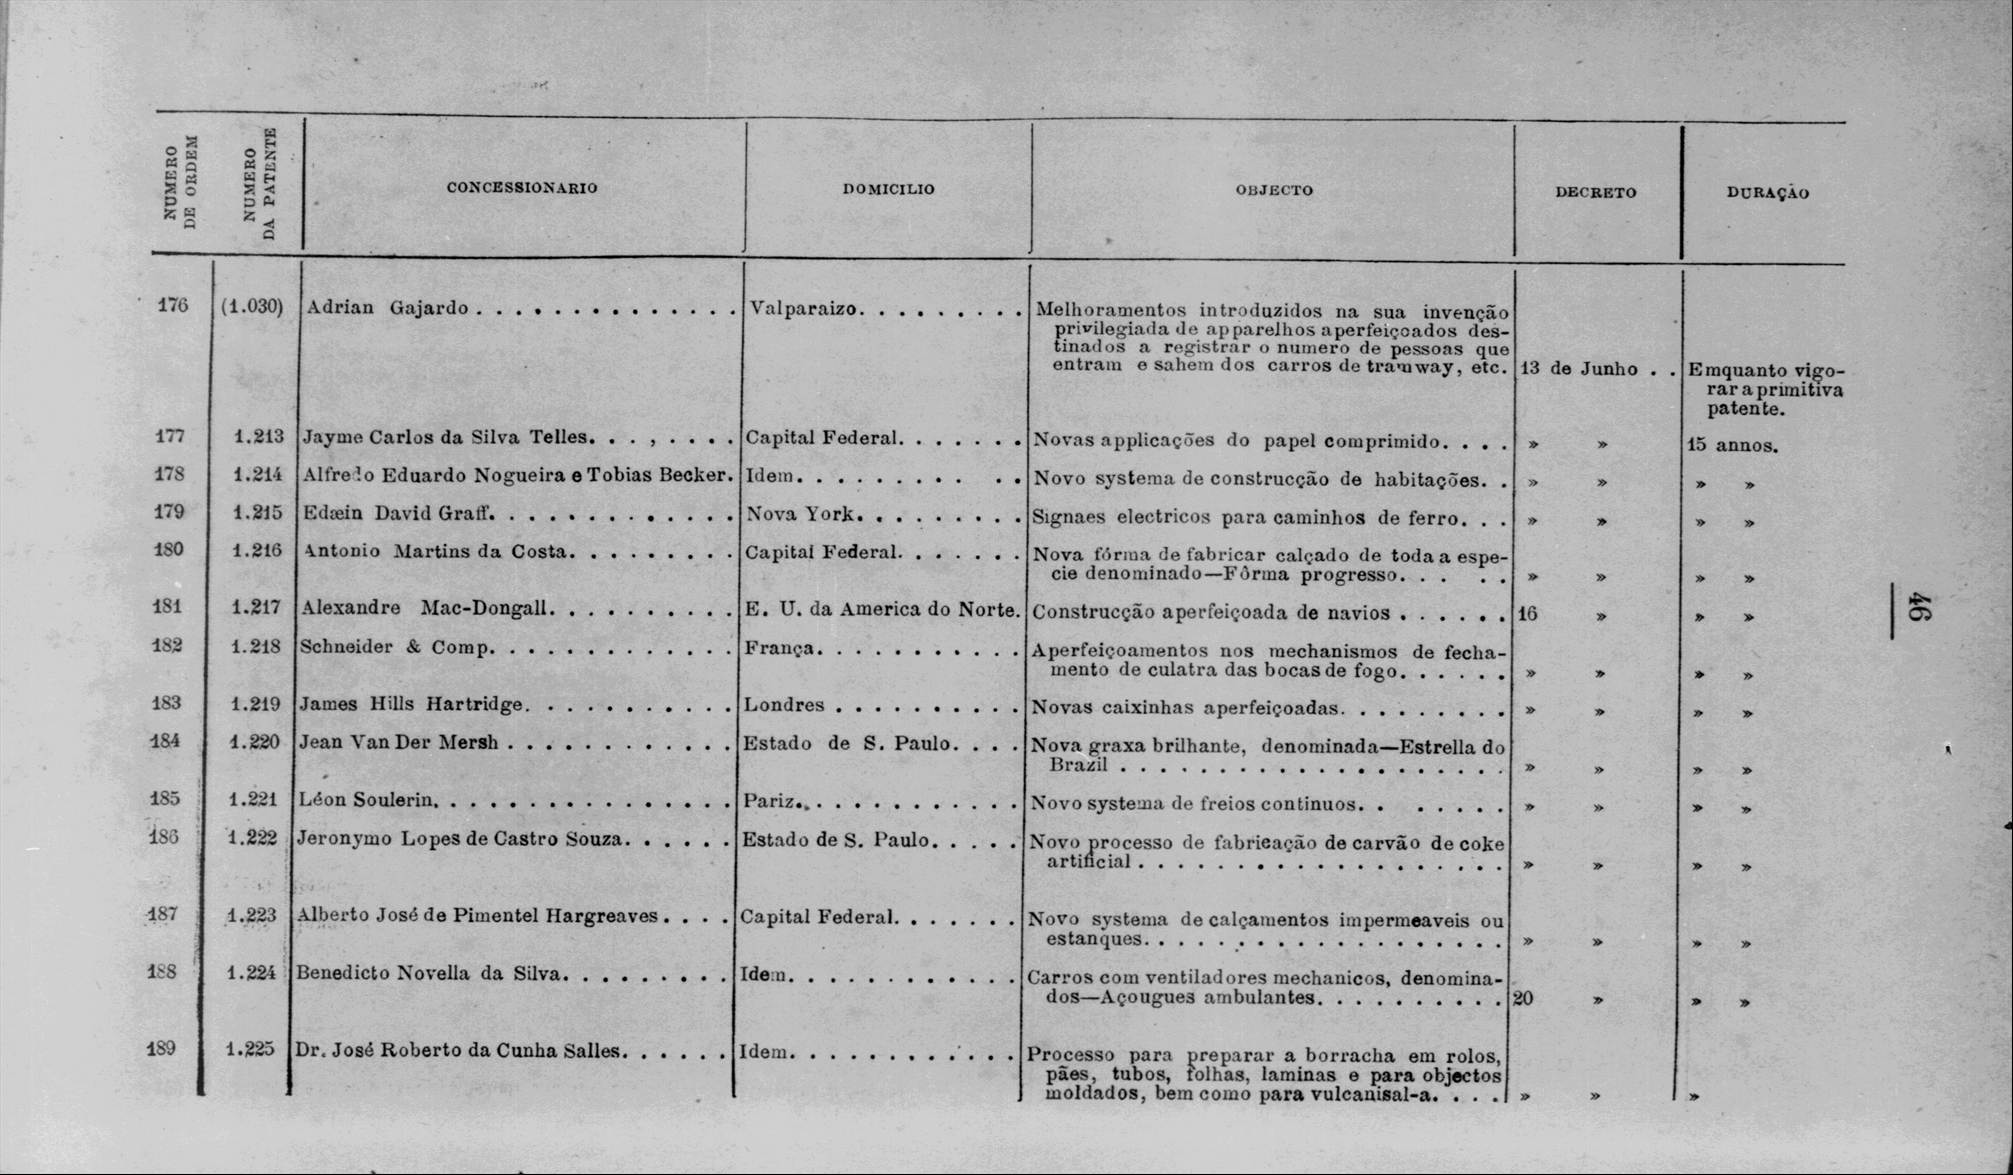 NUMERO DE ORDEM
NUMERO DA PATENTE
CONCESSIONARIO
DOMICILIO
OBJECTO
DECRETO
DURAÇÃO
176 (1.030) Adrian Gajardo . . . . . . . . . . . . . . Valparaizo. . . . . . . . . Melhoramentos introduzidos na sua invenção
privilegiada de apparelhos aperfeiçoados des-
tinados a registrar o numero de pessoas que
entram e sahem dos carros de tramway, etc. 13 de Junho . . Emquanto vigo-
rar a primitiva
patente.
177 1.213 Jayme Carlos da Silva Telles. . . , . . . . Capital Federal. . . . . . . Novas applicações do papel comprimido. . . . » » 15 annos.
178 1.214 Alfredo Eduardo Nogueira e Tobias Becker. Idem. . . . . . . . . . . Novo systema de construcção de habitações. . » » » »
179 1.215 Edæin David Graff. . . . . . . . . . . . . Nova York. . . . . . . . . Signaes electricos para caminhos de ferro. . . » » » »
180 1.216 Antonio Martins da Costa. . . . . . . . . Capital Federal. . . . . . . Nova fórma de fabricar calçado de toda a espe-
cie denominado—Fôrma progresso. . . . . » » » »
181 1.217 Alexandre Mac-Dongall. . . . . . . . . . E. U. da America do Norte. Construcção aperfeiçoada de navios . . . . . . 16 » » »
182 1.218 Schneider & Comp. . . . . . . . . . . . . França. . . . . . . . . . . Aperfeiçoamentos nos mechanismos de fecha-
mento de culatra das bocas de fogo. . . . . . » » » »
183 1.219 James Hills Hartridge. . . . . . . . . . . Londres . . . . . . . . . . Novas caixinhas aperfeiçoadas. . . . . . . . . » » » »
184 1.220 Jean Van Der Mersh . . . . . . . . . . . . Estado de S. Paulo. . . . Nova graxa brilhante, denominada—Estrella do
Brazil . . . . . . . . . . . . . . . . . . . » » » »
185 1.221 Léon Soulerin. . . . . . . . . . . . . . . . Pariz. . . . . . . . . . . . Novo systema de freios continuos. . . . . . . » » » »
186 1.222 Jeronymo Lopes de Castro Souza. . . . . . Estado de S. Paulo. . . . . Novo processo de fabricação de carvão de coke
artificial . . . . . . . . . . . . . . . . . . » » » »
187 1.223 Alberto José de Pimentel Hargreaves . . . . Capital Federal. . . . . . . Novo systema de calçamentos impermeaveis ou
estanques. . . . . . . . . . . . . . . . . . . » » » »
188 1.224 Benedicto Novella da Silva. . . . . . . . . Idem. . . . . . . . . . . . Carros com ventiladores mechanicos, denomina-
dos—Açougues ambulantes. . . . . . . . . . 20 » » »
189 1.225 Dr. José Roberto da Cunha Salles. . . . . . Idem. . . . . . . . . . . . Processo para preparar a borracha em rolos,
pães, tubos, folhas, laminas e para objectos
moldados, bem como para vulcanisal-a. . . . » » »
46